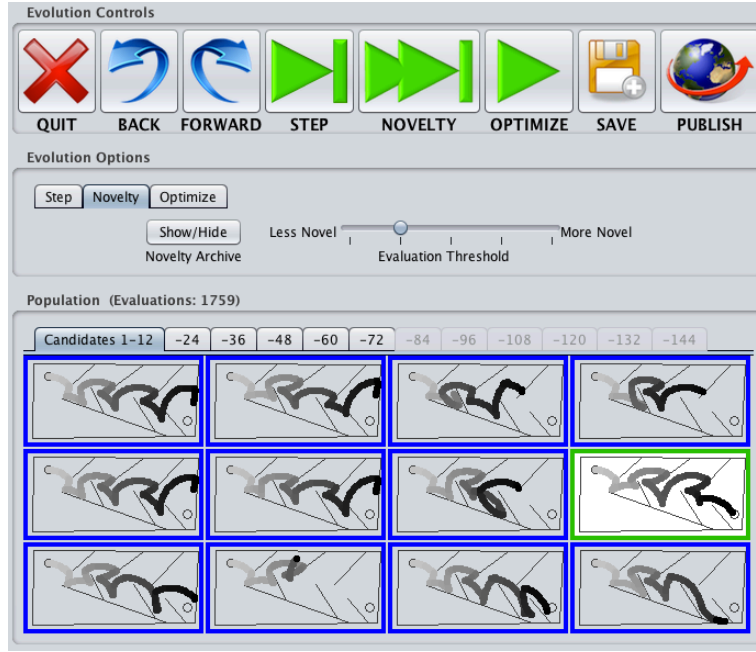 Evolution Controls
QUIT BACK FORWARD STEP NOVELTY OPTIMIZE SAVE PUBLISH
Evolution Options
Step Novelty Optimize
Show/Hide Less Novel More Novel
Novelty Archive Evaluation Threshold
Population (Evaluations: 1759)
Candidates 1-12 -24 -36 -48 -60 -72 -84 -96 -108 -120 -132 -144